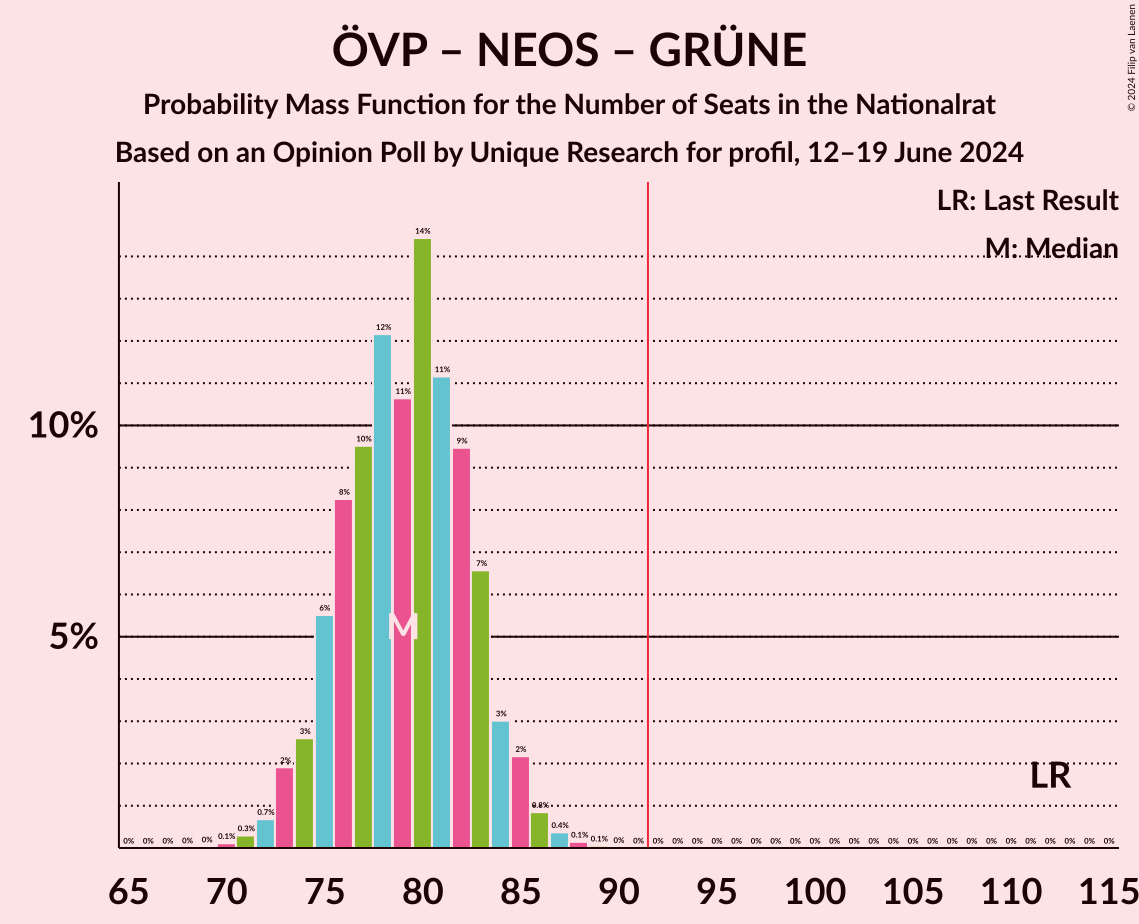 ÖVP – NEOS – GRÜNE
Probability Mass Function for the Number of Seats in the Nationalrat
Based on an Opinion Poll by Unique Research for profil, 12–19 June 2024
© 2024 Filip van Laenen
LR: Last Result
M: Median
10%
5%
0% 0% 0% 0% 0% 0.1% 0.3% 0.7% 2% 3% 6% 8% 10% 12% 11% 14% 11% 9% 7% 3% 2% 0.8% 0.4% 0.1% 0.1% 0% 0% 0% 0% 0% 0% 0% 0% 0% 0% 0% 0% 0% 0% 0% 0% 0% 0% 0% 0% 0% 0% 0% 0% 0% 0%
M
LR
65 70 75 80 85 90 95 100 105 110 115